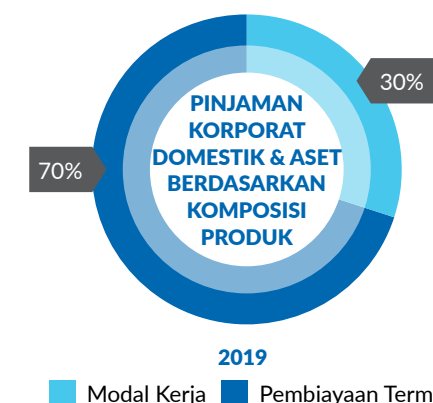 30%
PINJAMAN
KORPORAT
DOMESTIK & ASET
BERDASARKAN
KOMPOSISI
PRODUK
70%
2019
Modal Kerja Pembiayaan Term